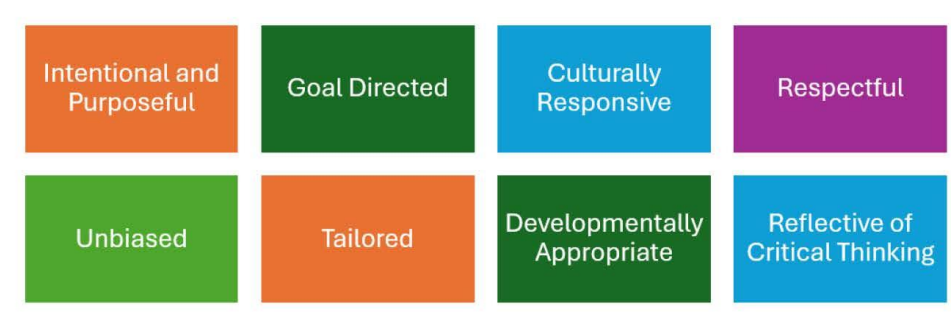 Intentional and
Purposeful
Goal Directed
Culturally
Responsive
Respectful
Unbiased
Tailored
Developmentally
Appropriate
Reflective of
Critical Thinking